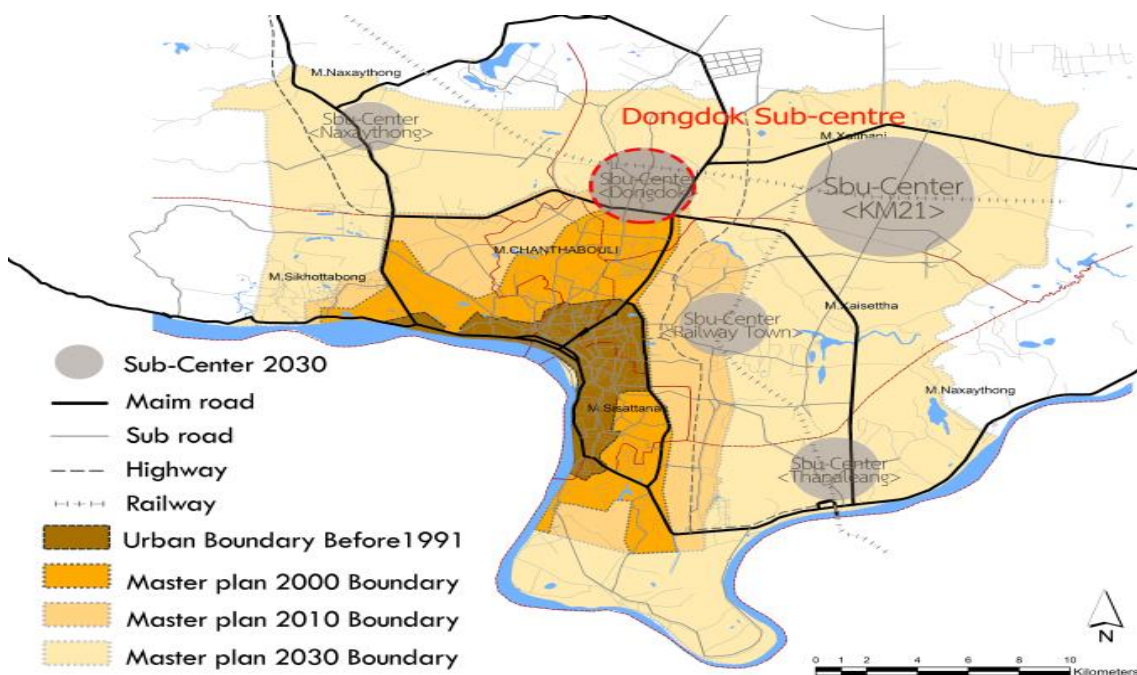 M.Naxaythong
Sbu-Center
<Naxaythong>
Dongdok Sub-centre
M.Xaithani
Sbu-Center
<Dongdok>
Sbu-Center
<KM21>
M.CHANTHABOULI
M.Sikhottabong
Sbu-Center
<Railway Town>
M.Xaisettha
M.Naxaythong
M.Sisattanak
Sbu-Center
<Thanaleang>
Sub-Center 2030
Maim road
Sub road
Highway
Railway
Urban Boundary Before1991
Master plan 2000 Boundary
Master plan 2010 Boundary
Master plan 2030 Boundary
N
0 1 2 4 6 8 10
Kilometers